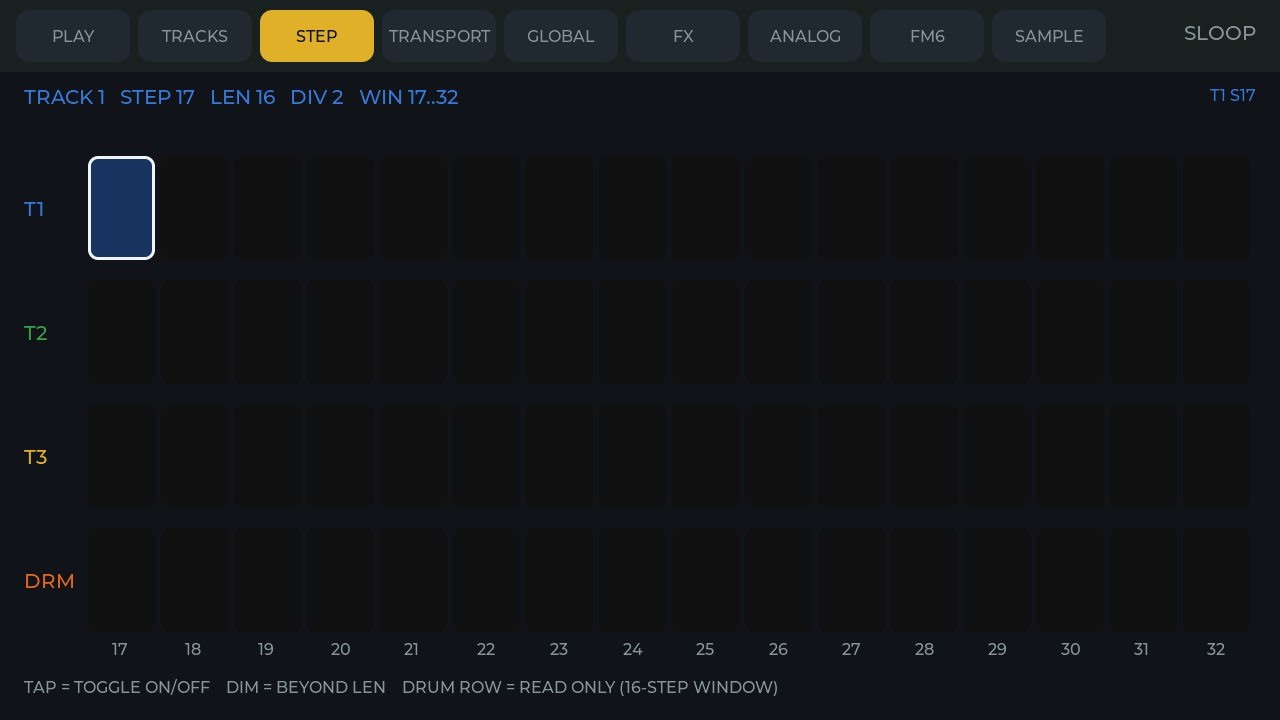 PLAY TRACKS STEP TRANSPORT GLOBAL FX ANALOG FM6 SAMPLE SLOOP
TRACK 1 STEP 17 LEN 16 DIV 2 WIN 17..32 T1 S17
T1
T2
T3
DRM
17 18 19 20 21 22 23 24 25 26 27 28 29 30 31 32
TAP = TOGGLE ON/OFF DIM = BEYOND LEN DRUM ROW = READ ONLY (16-STEP WINDOW)